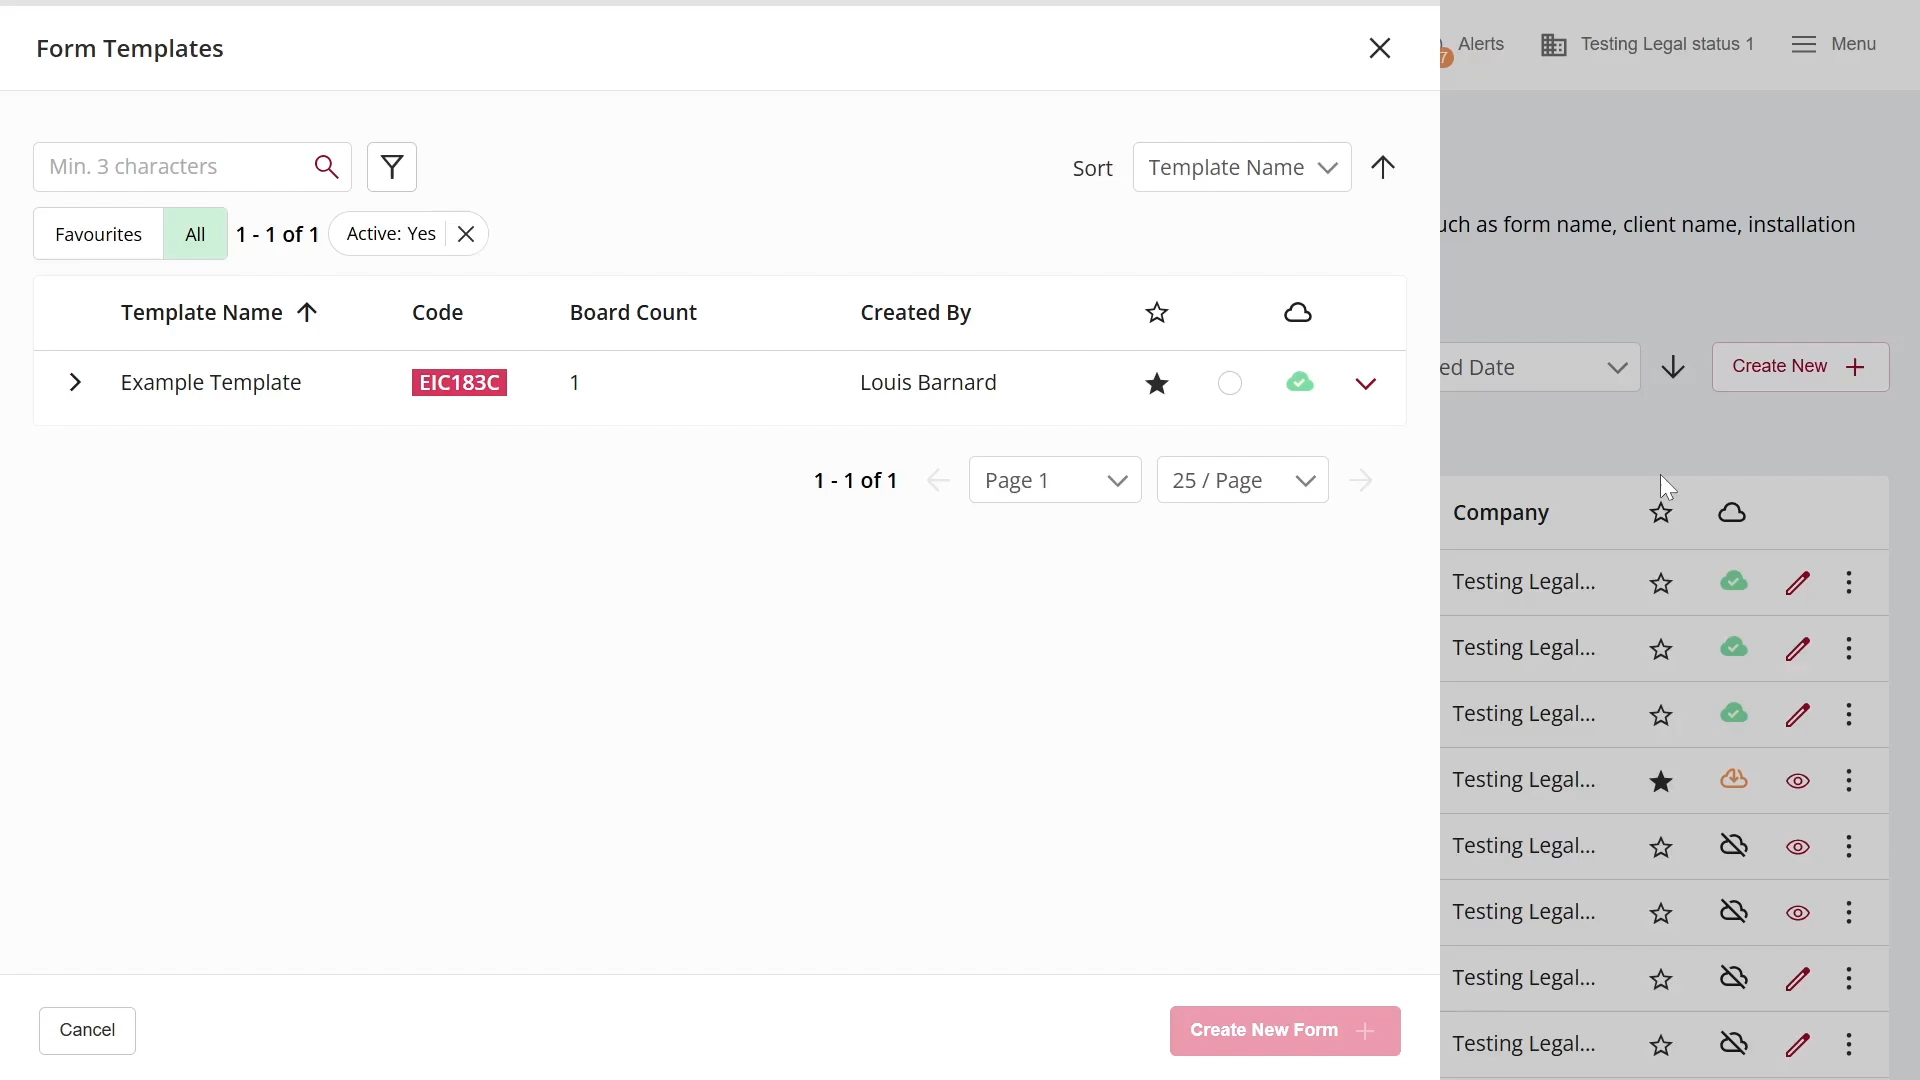 Form Templates
7
Alerts
Testing Legal status 1
Menu
Min. 3 characters
Sort
Template Name
Favourites
All
1 - 1 of 1
Active: Yes
uch as form name, client name, installation
Template Name
Code
Board Count
Created By
Example Template
EIC183C
1
Louis Barnard
ed Date
Create New
1 - 1 of 1
Page 1
25 / Page
Company
Testing Legal...
Testing Legal...
Testing Legal...
Testing Legal...
Testing Legal...
Testing Legal...
Testing Legal...
Testing Legal...
Cancel
Create New Form